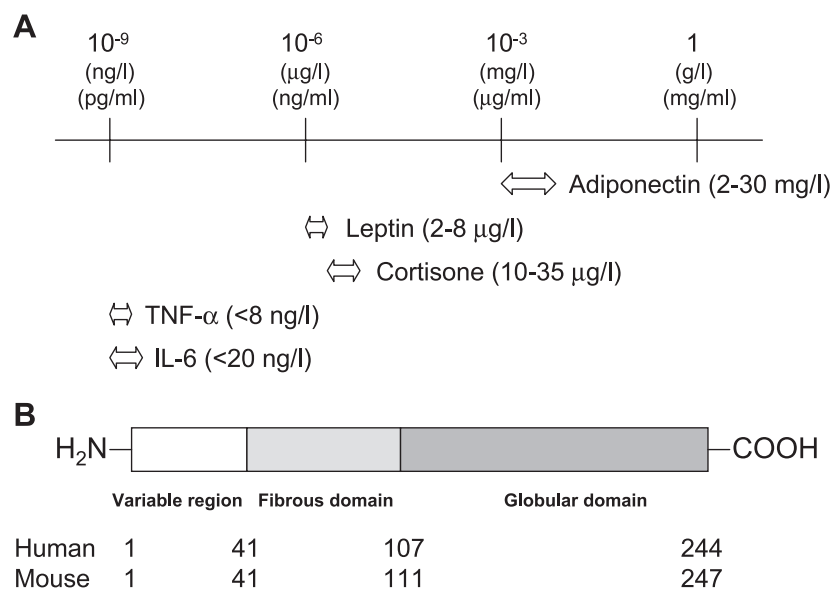 A
10-9 10-6 10-3 1
(ng/l) (μg/l) (mg/l) (g/l)
(pg/ml) (ng/ml) (μg/ml) (mg/ml)
Adiponectin (2-30 mg/l)
Leptin (2-8 μg/l)
Cortisone (10-35 μg/l)
TNF-α (<8 ng/l)
IL-6 (<20 ng/l)
B
H2N COOH
Variable region Fibrous domain Globular domain
Human 1 41 107 244
Mouse 1 41 111 247